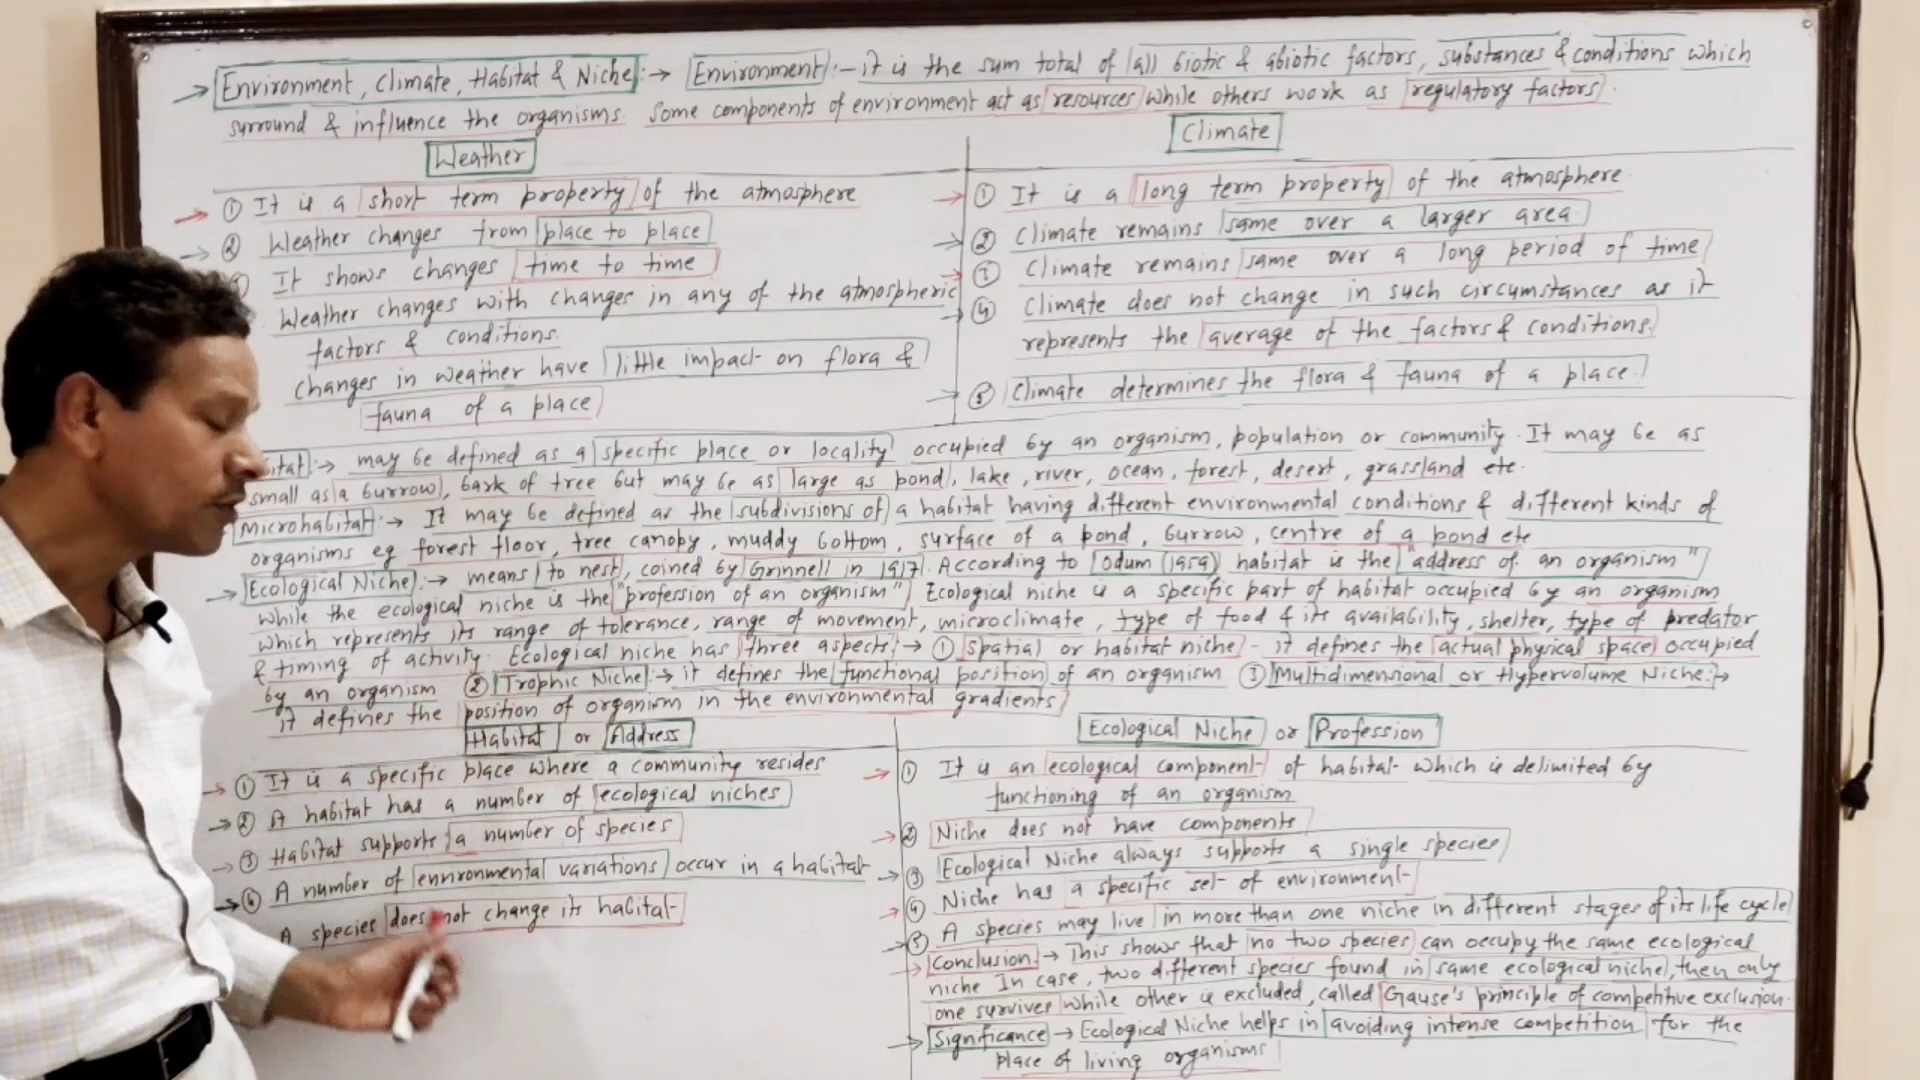 → Environment, Climate, Habitat & Niche :→ Environment :- it is the sum total of all biotic & abiotic factors, substances & conditions which
surround & influence the organisms. Some components of environment act as resources while others work as regulatory factors.
Weather
① It is a short term property of the atmosphere
② Weather changes from place to place
It shows changes time to time
Weather changes with changes in any of the atmospheric
factors & conditions.
changes in weather have little impact on flora &
fauna of a place
Climate
① It is a long term property of the atmosphere
② Climate remains same over a larger area
③ Climate remains same over a long period of time
④ Climate does not change in such circumstances as it
represents the average of the factors & conditions.
⑤ Climate determines the flora & fauna of a place.
itat :→ may be defined as a specific place or locality occupied by an organism, population or community. It may be as
small as a burrow, bark of tree but may be as large as pond, lake, river, ocean, forest, desert, grassland etc.
Microhabitat :→ It may be defined as the subdivisions of a habitat having different environmental conditions & different kinds of
organisms eg forest floor, tree canopy, muddy bottom, surface of a pond, burrow, centre of a pond etc
→ Ecological Niche :→ means to nest, coined by Grinnell in 1917. According to Odum (1959) habitat is the "address of an organism"
while the ecological niche is the "profession of an organism" Ecological niche is a specific part of habitat occupied by an organism
which represents its range of tolerance, range of movement, microclimate, type of food & its availability, shelter, type of predator
& timing of activity. Ecological niche has three aspects :→ ① Spatial or habitat niche - it defines the actual physical space occupied
by an organism ② Trophic Niche :→ it defines the functional position of an organism ③ Multidimensional or Hypervolume Niche :→
it defines the position of organism in the environmental gradients
Habitat or Address
① It is a specific place where a community resides
② A habitat has a number of ecological niches
③ Habitat supports a number of species
④ A number of environmental variations occur in a habitat
A species does not change its habitat
Ecological Niche or Profession
① It is an ecological component of habitat which is delimited by
functioning of an organism
② Niche does not have components
③ Ecological Niche always supports a single species
④ Niche has a specific set of environment
⑤ A species may live in more than one niche in different stages of its life cycle
Conclusion → This shows that no two species can occupy the same ecological
niche In case, two different species found in same ecological niche, then only
one survives while other is excluded, called Gause's principle of competitive exclusion.
→ Significance → Ecological Niche helps in avoiding intense competition for the
place of living organisms